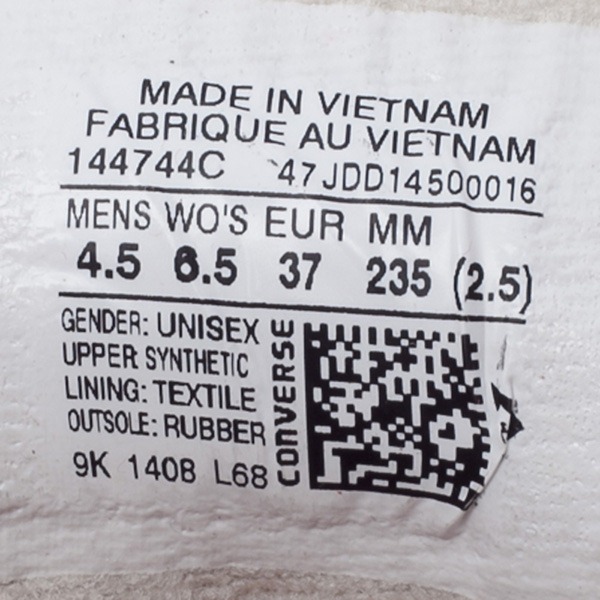 MADE IN VIETNAM
FABRIQUE AU VIETNAM
144744C 47JDD14500016
MENS WO'S EUR MM
4.5 6.5 37 235 (2.5)
GENDER: UNISEX
UPPER SYNTHETIC
LINING: TEXTILE
OUTSOLE: RUBBER
9K 1408 L68
CONVERSE